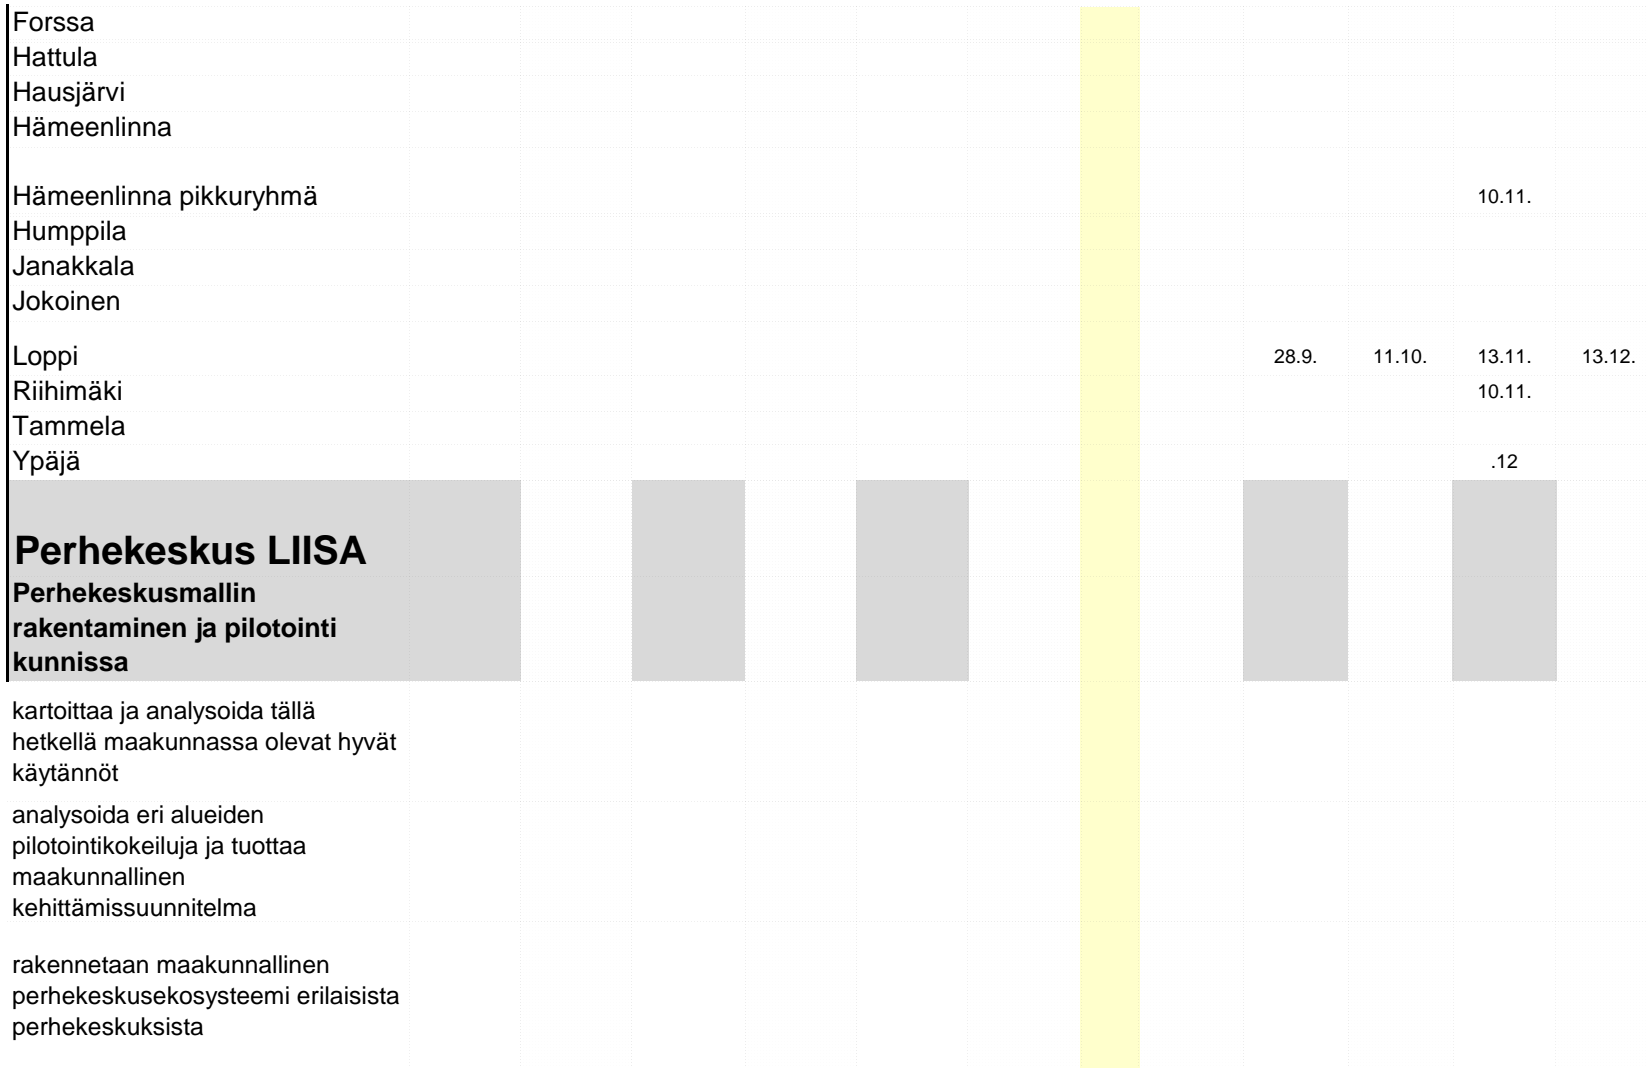 Forssa
Hattula
Hausjärvi
Hämeenlinna
Hämeenlinna pikkuryhmä 10.11.
Humppila
Janakkala
Jokoinen
Loppi 28.9. 11.10. 13.11. 13.12.
Riihimäki 10.11.
Tammela
Ypäjä .12
Perhekeskus LIISA
Perhekeskusmallin
rakentaminen ja pilotointi
kunnissa
kartoittaa ja analysoida tällä
hetkellä maakunnassa olevat hyvät
käytännöt
analysoida eri alueiden
pilotointikokeiluja ja tuottaa
maakunnallinen
kehittämissuunnitelma
rakennetaan maakunnallinen
perhekeskusekosysteemi erilaisista
perhekeskuksista